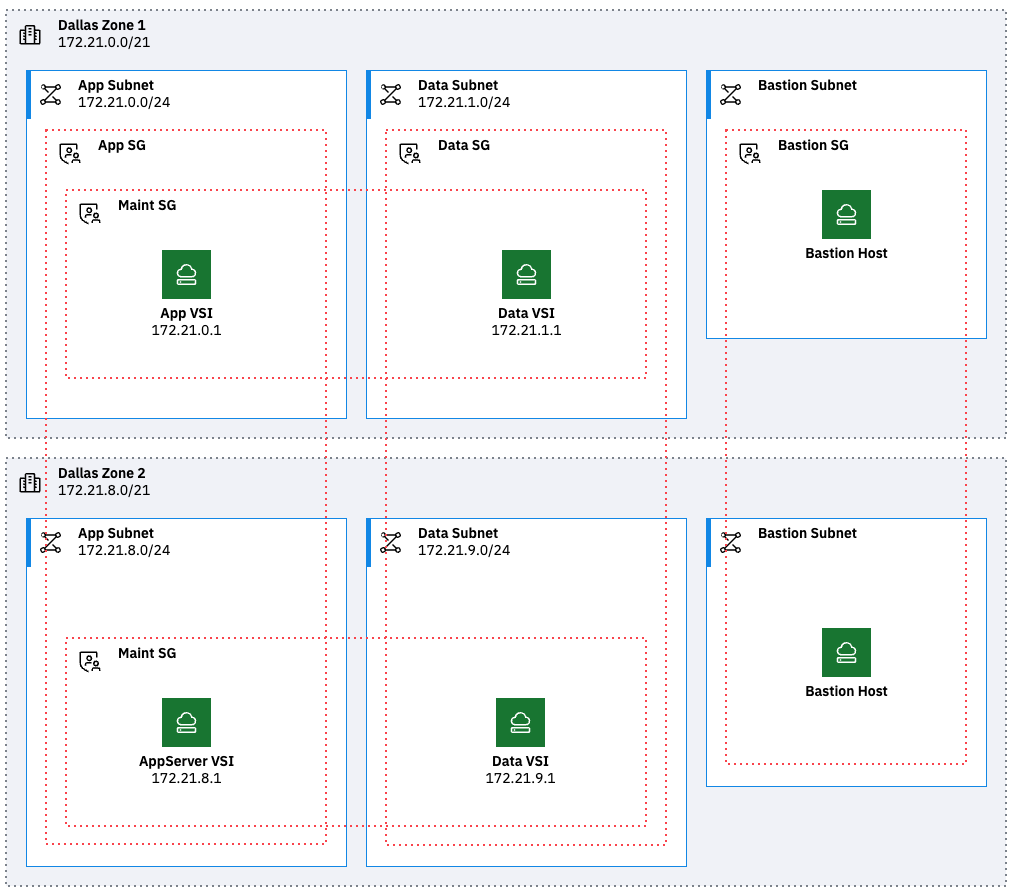 Dallas Zone 1
172.21.0.0/21
App Subnet
172.21.0.0/24
Data Subnet
172.21.1.0/24
Bastion Subnet
App SG
Data SG
Bastion SG
Maint SG
Bastion Host
App VSI
172.21.0.1
Data VSI
172.21.1.1
Dallas Zone 2
172.21.8.0/21
App Subnet
172.21.8.0/24
Data Subnet
172.21.9.0/24
Bastion Subnet
Maint SG
Bastion Host
AppServer VSI
172.21.8.1
Data VSI
172.21.9.1